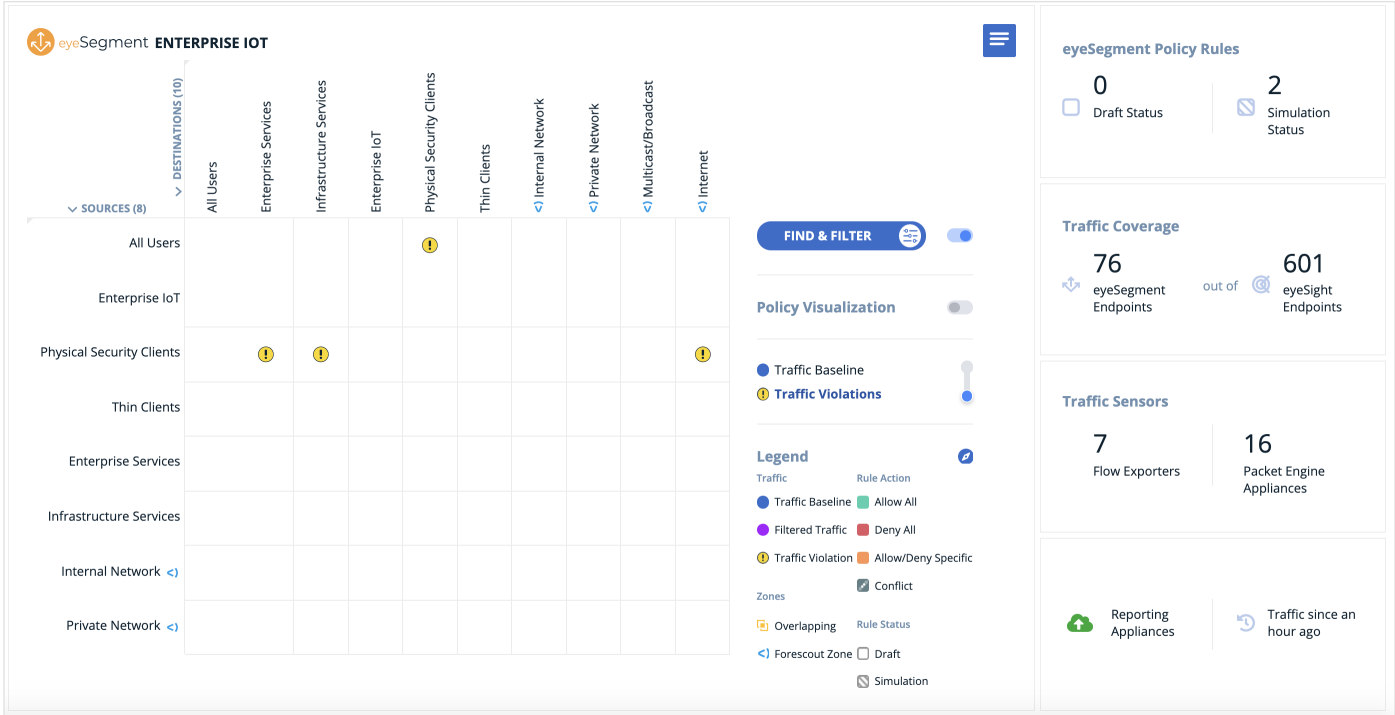 eyeSegment ENTERPRISE IOT
DESTINATIONS (10)
All Users
Enterprise Services
Infrastructure Services
Enterprise IoT
Physical Security Clients
Thin Clients
Internal Network
Private Network
Multicast/Broadcast
Internet
SOURCES (8)
All Users
Enterprise IoT
Physical Security Clients
Thin Clients
Enterprise Services
Infrastructure Services
Internal Network
Private Network
FIND & FILTER
Policy Visualization
Traffic Baseline
Traffic Violations
Legend
Traffic
Traffic Baseline
Filtered Traffic
Traffic Violation
Zones
Overlapping
Forescout Zone
Rule Action
Allow All
Deny All
Allow/Deny Specific
Conflict
Rule Status
Draft
Simulation
eyeSegment Policy Rules
0
Draft Status
2
Simulation
Status
Traffic Coverage
76
eyeSegment
Endpoints
out of
601
eyeSight
Endpoints
Traffic Sensors
7
Flow Exporters
16
Packet Engine
Appliances
Reporting
Appliances
Traffic since an
hour ago